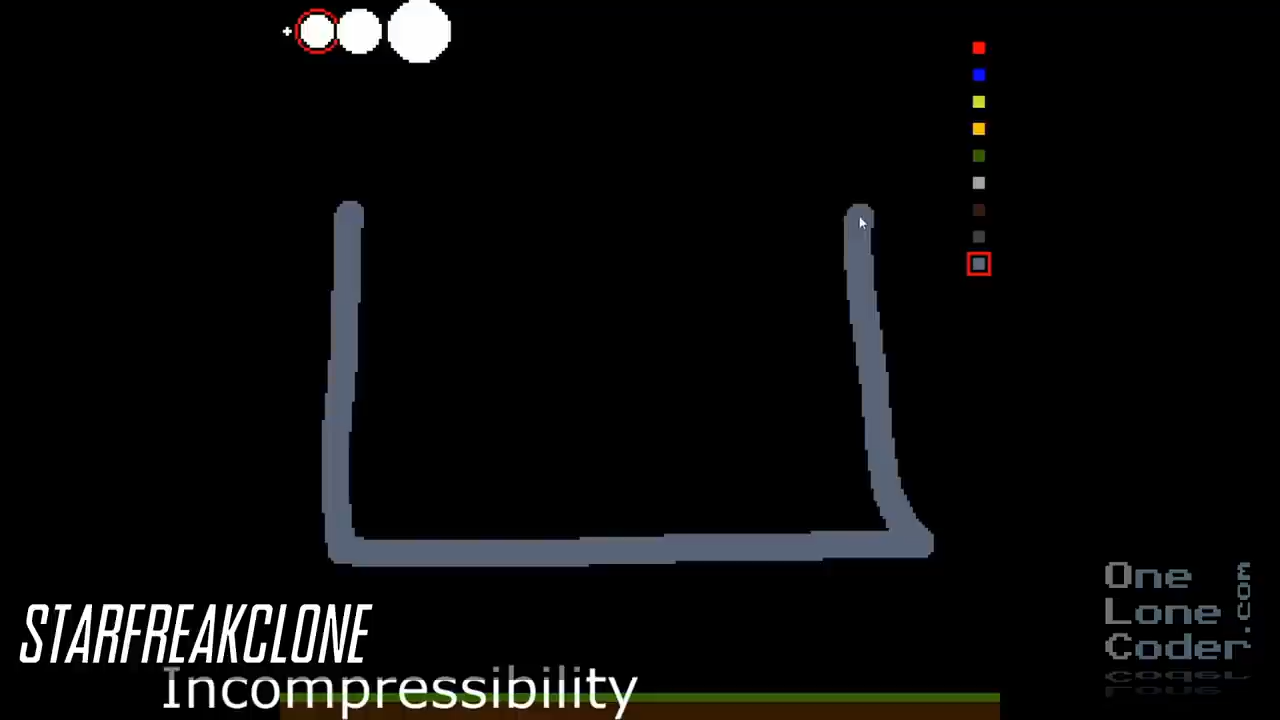 STARFREAKCLONE
Incompressibility
One
Lone
Coder
.com